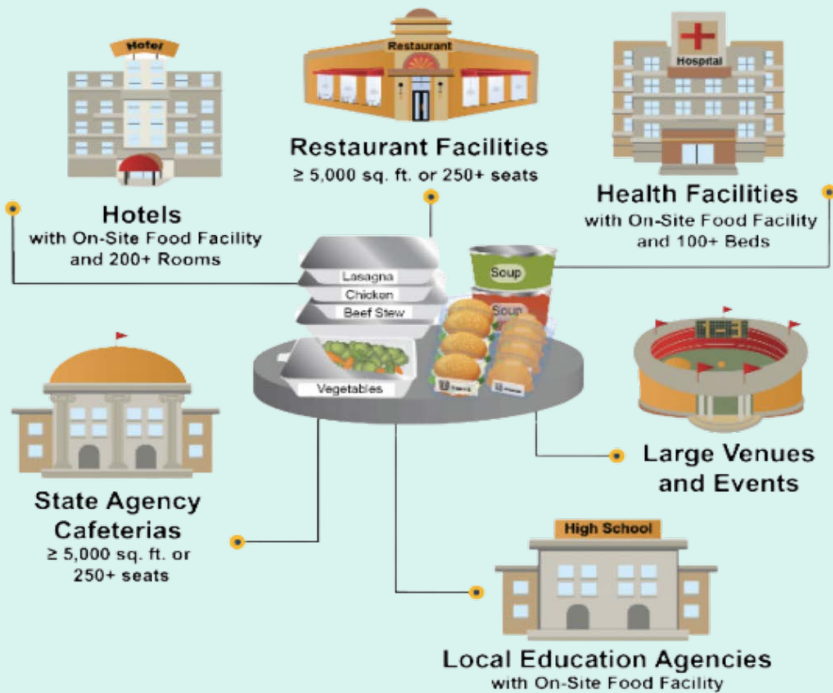 Hotel
Restaurant
Hospital
Restaurant Facilities
≥ 5,000 sq. ft. or 250+ seats
Hotels
with On-Site Food Facility
and 200+ Rooms
Health Facilities
with On-Site Food Facility
and 100+ Beds
Lasagna
Chicken
Beef Stew
Vegetables
Soup
Soup
State Agency
Cafeterias
≥ 5,000 sq. ft. or
250+ seats
Large Venues
and Events
High School
Local Education Agencies
with On-Site Food Facility